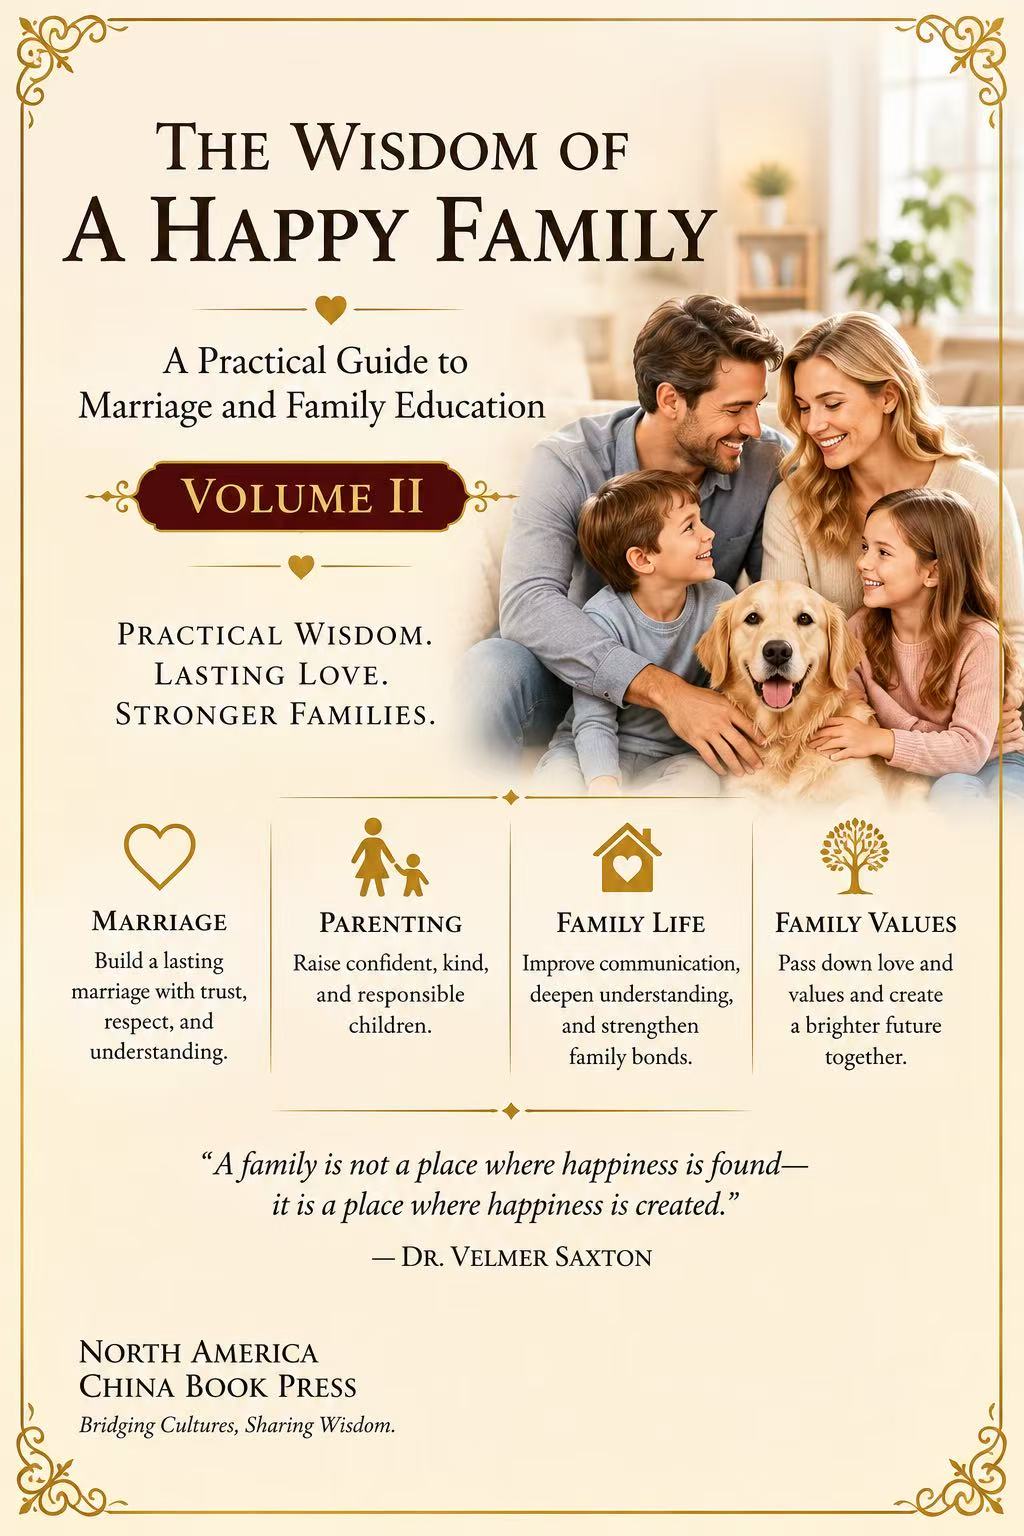 THE WISDOM OF
A HAPPY FAMILY
A Practical Guide to
Marriage and Family Education
VOLUME II
PRACTICAL WISDOM.
LASTING LOVE.
STRONGER FAMILIES.
MARRIAGE
Build a lasting
marriage with trust,
respect, and
understanding.
PARENTING
Raise confident, kind,
and responsible
children.
FAMILY LIFE
Improve communication,
deepen understanding,
and strengthen
family bonds.
FAMILY VALUES
Pass down love and
values and create
a brighter future
together.
“A family is not a place where happiness is found—
it is a place where happiness is created.”
— DR. VELMER SAXTON
NORTH AMERICA
CHINA BOOK PRESS
Bridging Cultures, Sharing Wisdom.